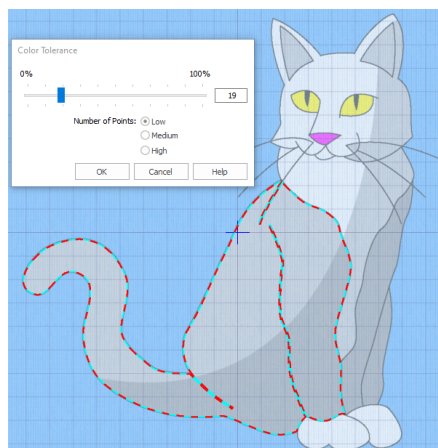 Color Tolerance
0% 100%
19
Number of Points: Low
Medium
High
OK Cancel Help